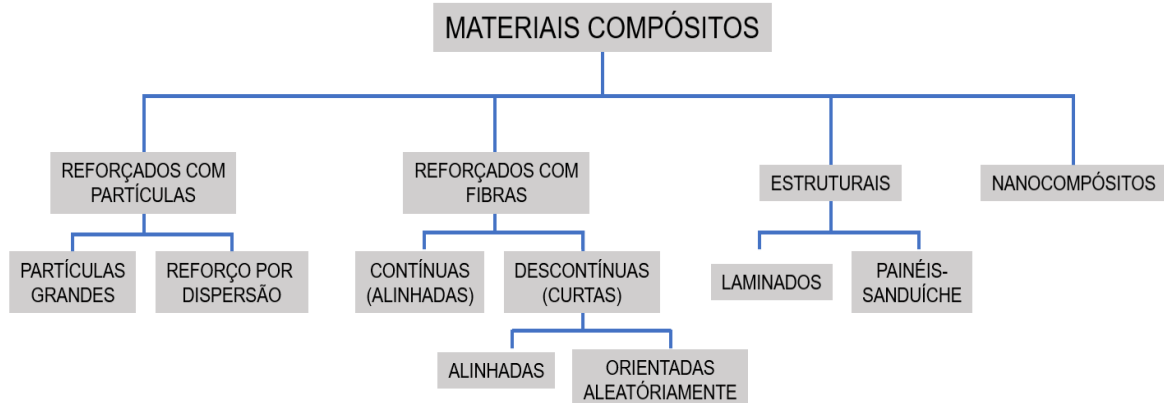 MATERIAIS COMPÓSITOS
REFORÇADOS COM
PARTÍCULAS
REFORÇADOS COM
FIBRAS
ESTRUTURAIS
NANOCOMPÓSITOS
PARTÍCULAS
GRANDES
REFORÇO POR
DISPERSÃO
CONTÍNUAS
(ALINHADAS)
DESCONTÍNUAS
(CURTAS)
LAMINADOS
PAINÉIS-
SANDUÍCHE
ALINHADAS
ORIENTADAS
ALEATÓRIAMENTE